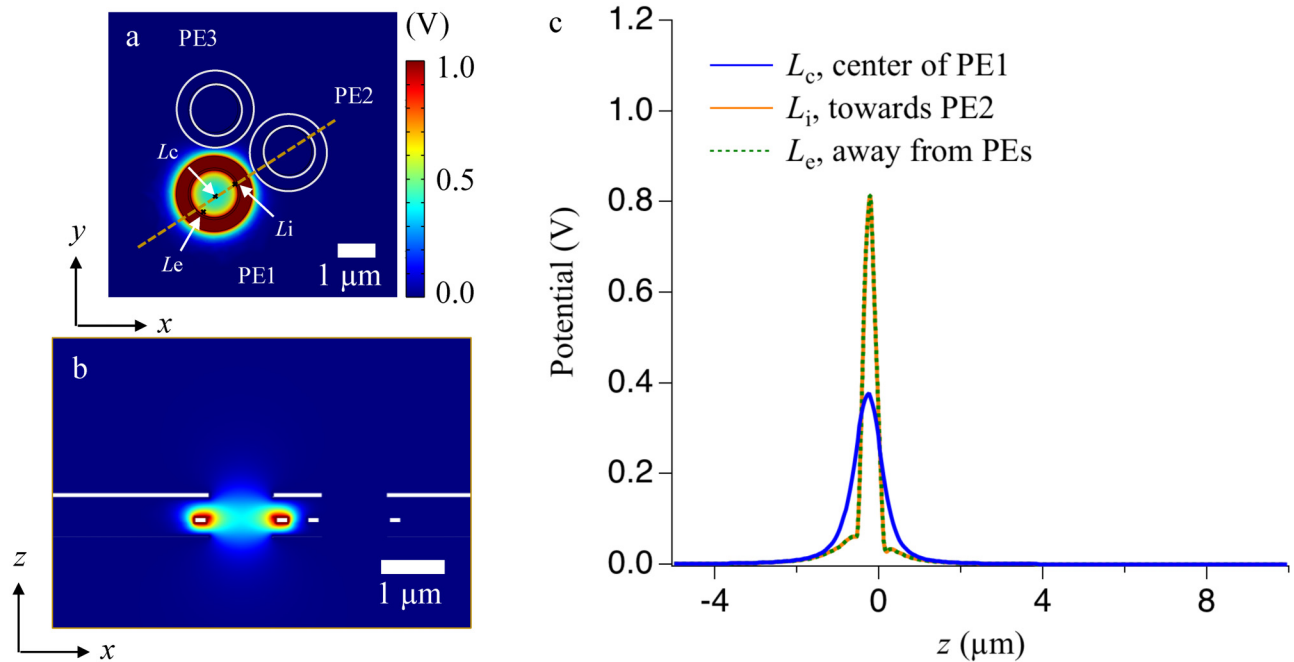 a
PE3
PE2
Lc
Li
Le
PE1
1 μm
y
x
(V)
1.0
0.5
0.0
b
1 μm
z
x
c
1.2
1.0
0.8
0.6
0.4
0.2
0.0
Potential (V)
Lc, center of PE1
Li, towards PE2
Le, away from PEs
-4
0
4
8
z (μm)